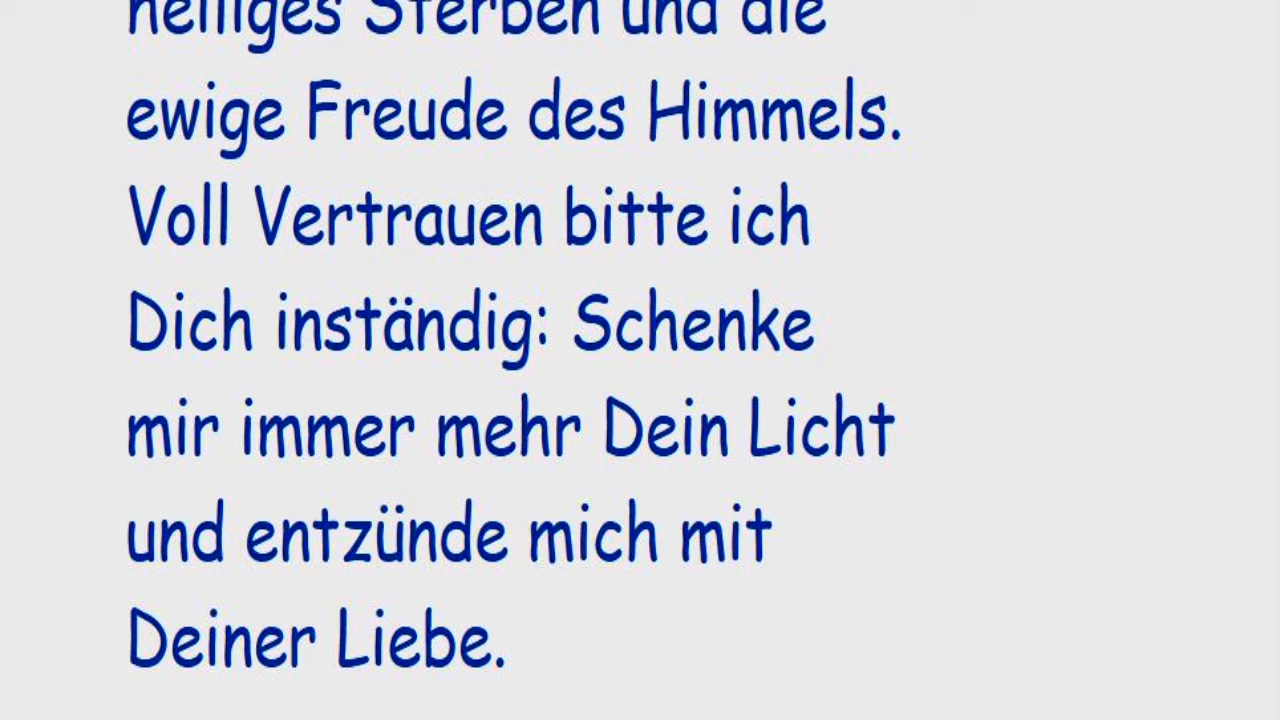 heiliges Sterben und die
ewige Freude des Himmels.
Voll Vertrauen bitte ich
Dich inständig: Schenke
mir immer mehr Dein Licht
und entzünde mich mit
Deiner Liebe.